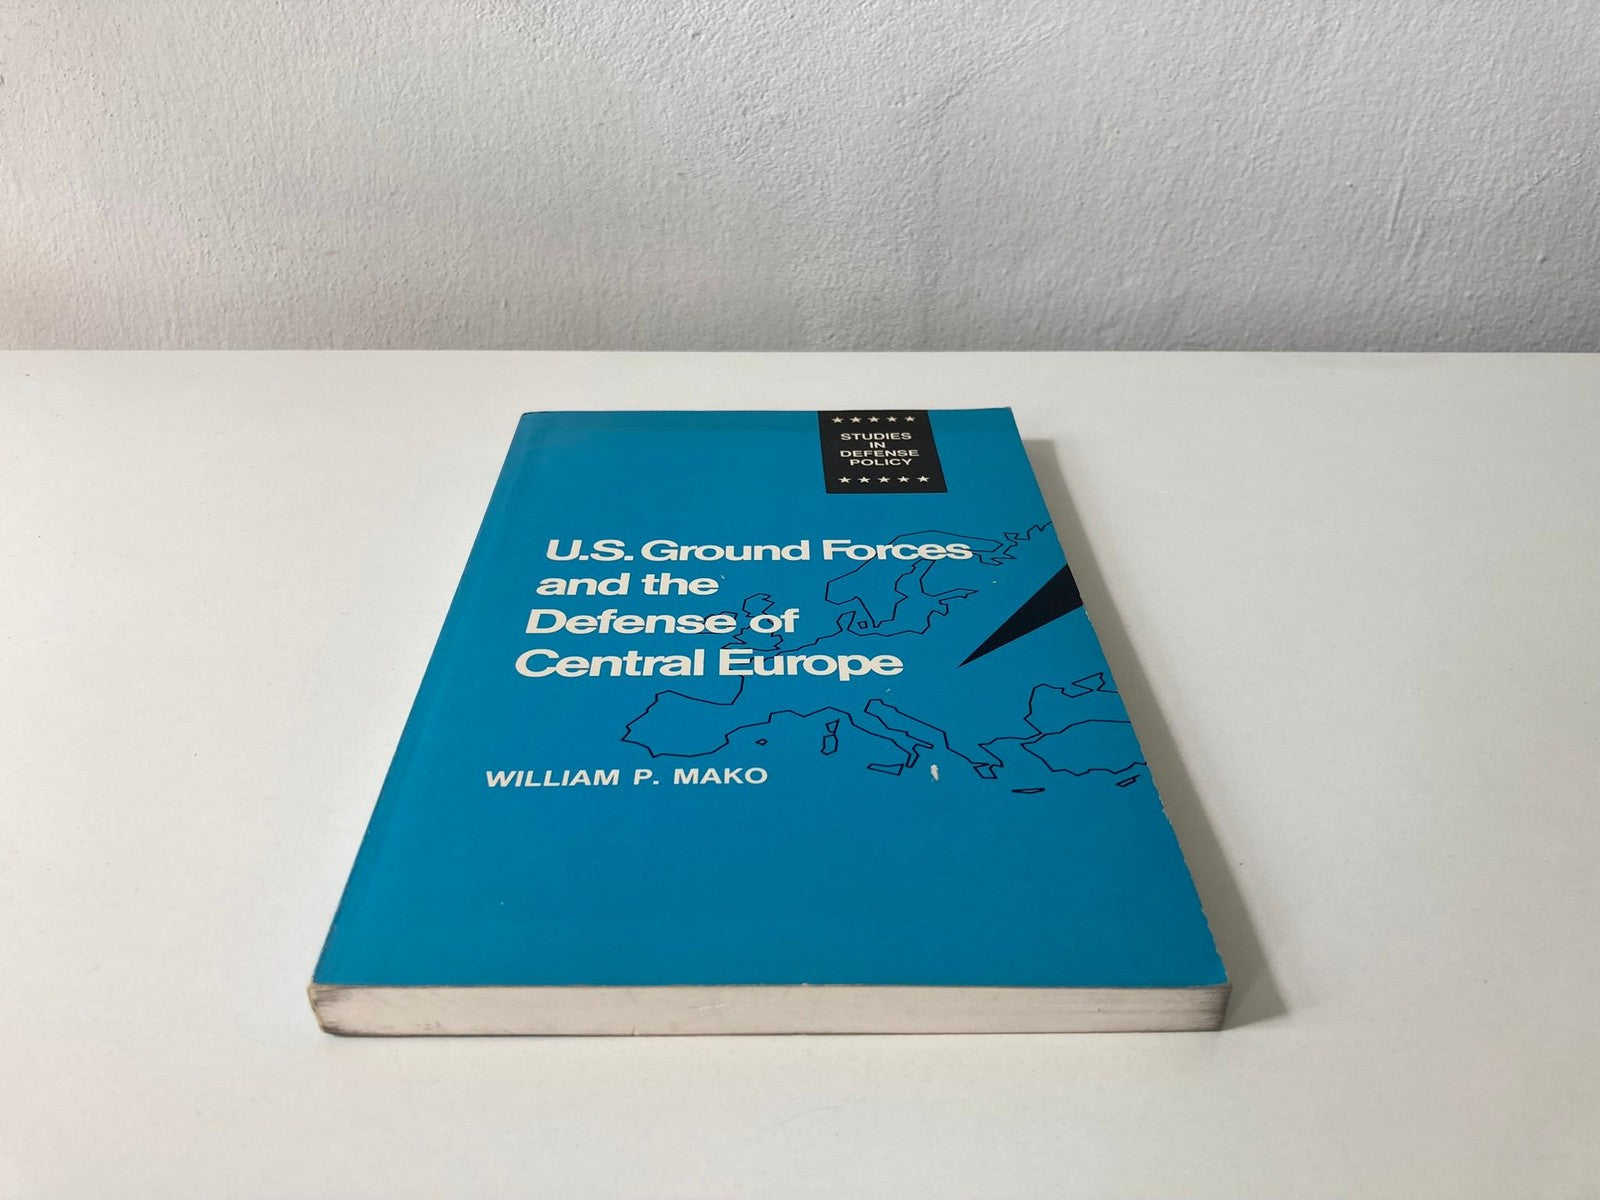 STUDIES
IN
DEFENSE
POLICY
U.S. Ground Forces
and the
Defense of
Central Europe
WILLIAM P. MAKO